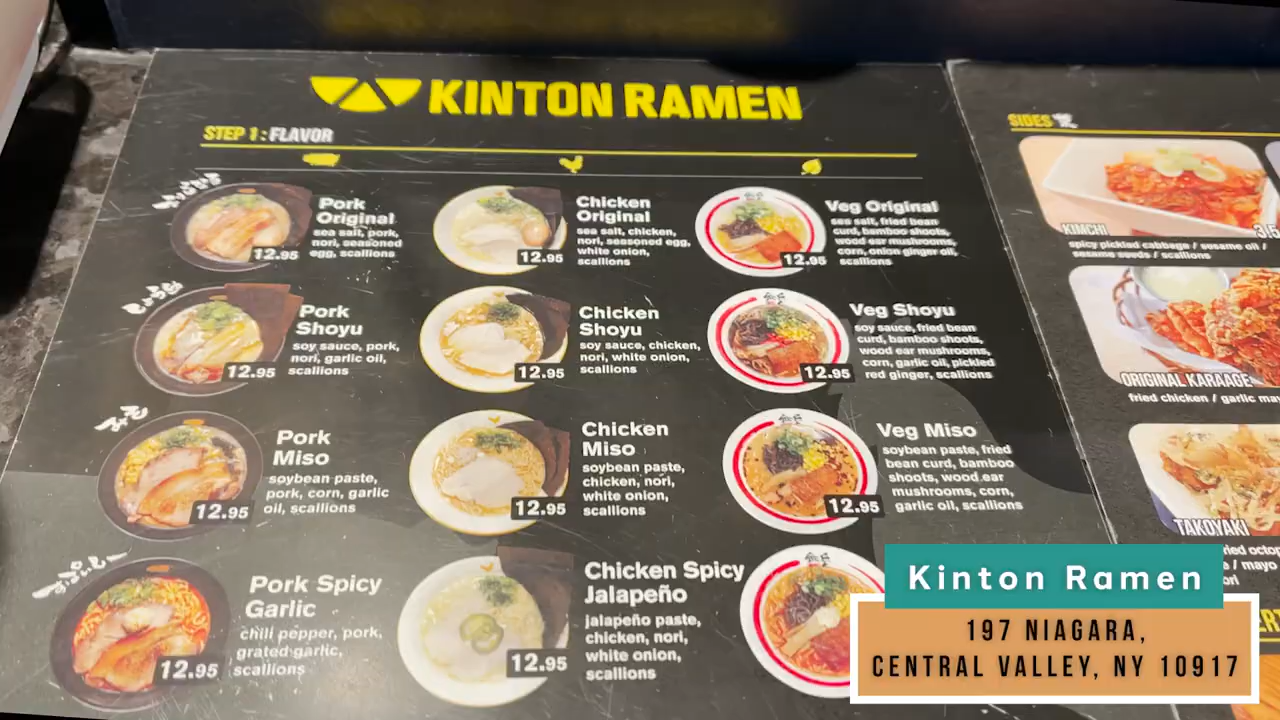 KINTON RAMEN
STEP 1 : FLAVOR
Pork
Original
sea salt, pork,
nori, seasoned
egg, scallions
12.95
Chicken
Original
sea salt, chicken,
nori, seasoned egg,
white onion,
scallions
12.95
Veg Original
sea salt, fried bean
curd, bamboo shoots,
wood ear mushrooms,
corn, onion ginger oil,
scallions
12.95
Pork
Shoyu
soy sauce, pork,
nori, garlic oil,
scallions
12.95
Chicken
Shoyu
soy sauce, chicken,
nori, white onion,
scallions
12.95
Veg Shoyu
soy sauce, fried bean
curd, bamboo shoots,
wood ear mushrooms,
corn, garlic oil, pickled
red ginger, scallions
12.95
Pork
Miso
soybean paste,
pork, corn, garlic
oil, scallions
12.95
Chicken
Miso
soybean paste,
chicken, nori,
white onion,
scallions
12.95
Veg Miso
soybean paste, fried
bean curd, bamboo
shoots, wood ear
mushrooms, corn,
garlic oil, scallions
12.95
Pork Spicy
Garlic
chili pepper, pork,
grated garlic,
scallions
12.95
Chicken Spicy
Jalapeño
jalapeño paste,
chicken, nori,
white onion,
scallions
12.95
SIDES
KIMCHI
spicy pickled cabbage / sesame oil /
sesame seeds / scallions
ORIGINAL KARAAGE
fried chicken / garlic
TAKOYAKI
/ mayo
Kinton Ramen
197 NIAGARA,
CENTRAL VALLEY, NY 10917